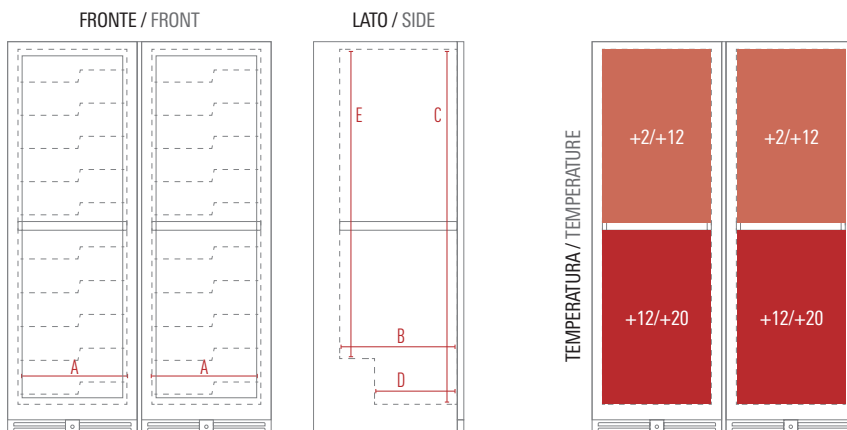 FRONTE / FRONT
LATO / SIDE
E
C
B
D
A
A
TEMPERATURA / TEMPERATURE
+2/+12
+2/+12
+12/+20
+12/+20